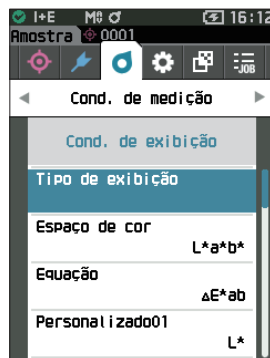 I+E M0 16:12
Amostra 0001
-JOB
Cond. de medição
Cond. de exibição
Tipo de exibição
Espaço de cor
L*a*b*
Equação
ΔE*ab
Personalizado01
L*